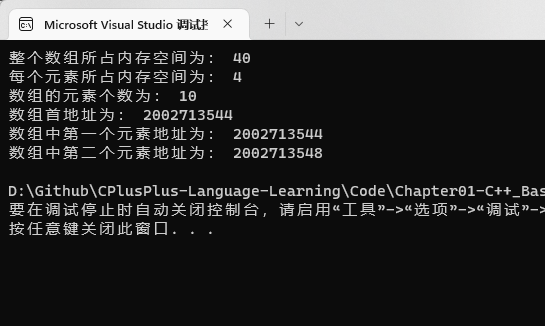 Microsoft Visual Studio 调试
整个数组所占内存空间为： 40
每个元素所占内存空间为： 4
数组的元素个数为： 10
数组首地址为： 2002713544
数组中第一个元素地址为： 2002713544
数组中第二个元素地址为： 2002713548
D:\Github\CPlusPlus-Language-Learning\Code\Chapter01-C++_Bas
要在调试停止时自动关闭控制台，请启用“工具”->“选项”->“调试”->
按任意键关闭此窗口. . .